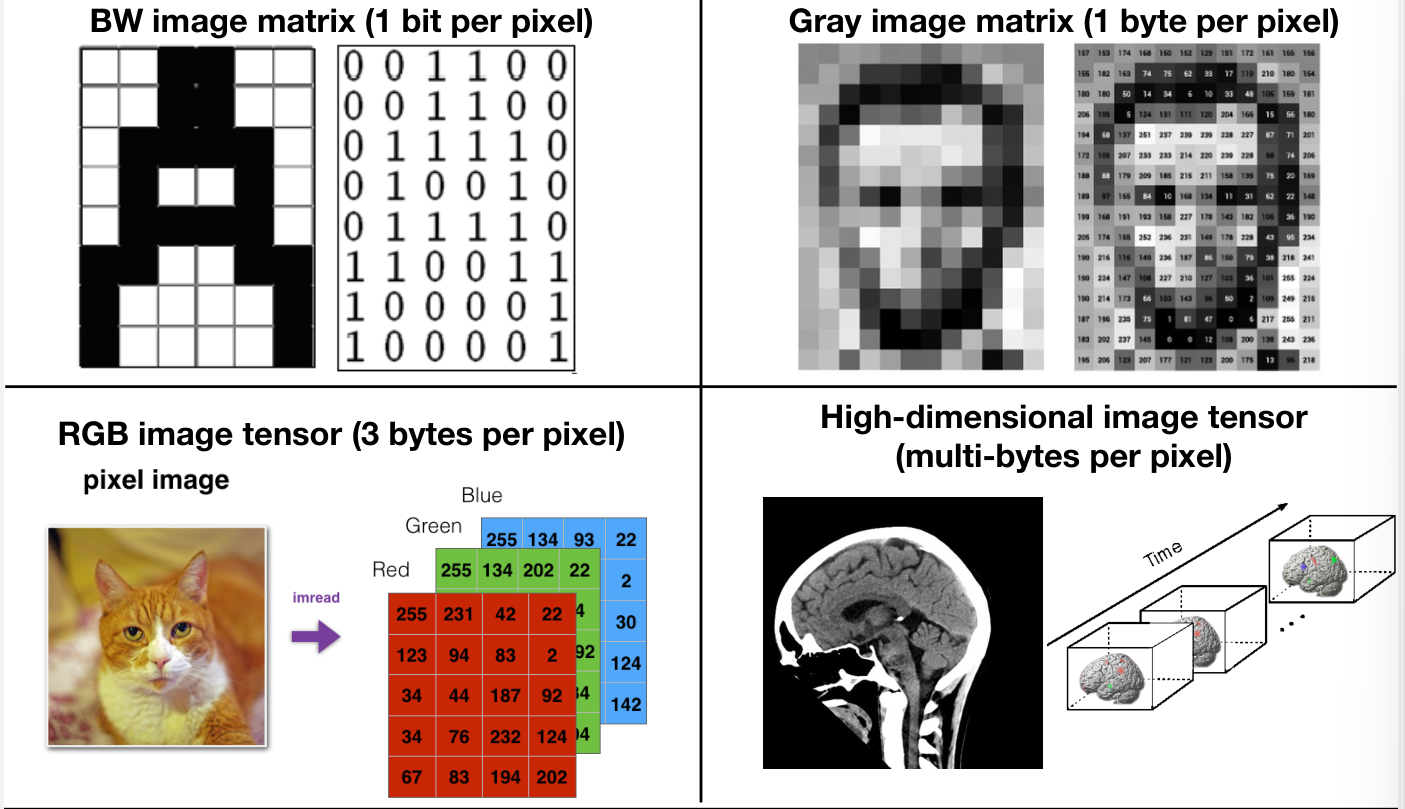 BW image matrix (1 bit per pixel)
0 0 1 1 0 0
0 0 1 1 0 0
0 1 1 1 1 0
0 1 0 0 1 0
0 1 1 1 1 0
1 1 0 0 1 1
1 0 0 0 0 1
1 0 0 0 0 1
Gray image matrix (1 byte per pixel)
157 153 174 168 150 152 129 151 172 161 155 156
155 182 163 74 75 62 33 17 110 210 180 154
180 180 50 14 34 6 10 33 48 106 159 181
206 109 5 124 131 111 120 204 166 15 56 180
194 68 137 251 237 239 239 228 227 87 71 201
172 106 207 233 233 214 220 239 228 98 74 206
188 88 179 209 185 215 211 158 139 75 20 169
189 97 165 84 10 168 134 11 31 62 22 148
199 168 191 193 158 227 178 143 182 106 36 190
205 174 155 252 236 231 149 178 228 43 95 234
190 216 116 149 236 187 86 150 79 38 218 241
190 224 147 108 227 210 127 102 36 101 255 224
190 214 173 66 103 143 96 50 2 109 249 215
187 196 235 75 1 81 47 0 6 217 255 211
183 202 237 145 0 0 12 108 200 138 243 236
195 206 123 207 177 121 123 200 175 13 96 218
RGB image tensor (3 bytes per pixel)
pixel image
imread
Blue
255 134 93 22
2
30
124
142
Green
255 134 202 22
4
92
34
94
Red
255 231 42 22
123 94 83 2
34 44 187 92
34 76 232 124
67 83 194 202
High-dimensional image tensor
(multi-bytes per pixel)
Time